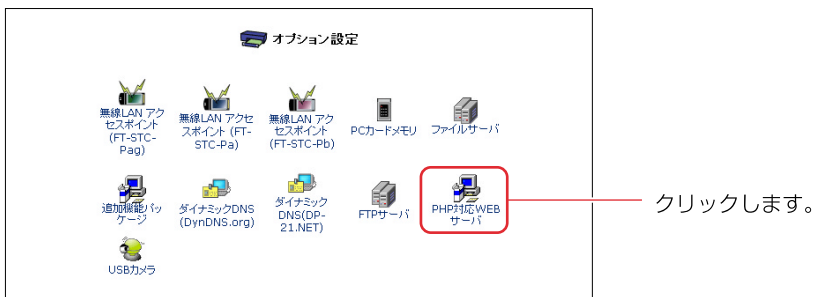 オプション設定
無線LAN アク
セスポイント
(FT-STC-
Pag)
無線LAN アクセ
スポイント (FT-
STC-Pa)
無線LAN アク
セスポイント
(FT-STC-Pb)
PCカードメモリ
ファイルサーバ
追加機能パッ
ケージ
ダイナミックDNS
(DynDNS.org)
ダイナミック
DNS(DP-
21.NET)
FTPサーバ
PHP対応WEB
サーバ
クリックします。
USBカメラ